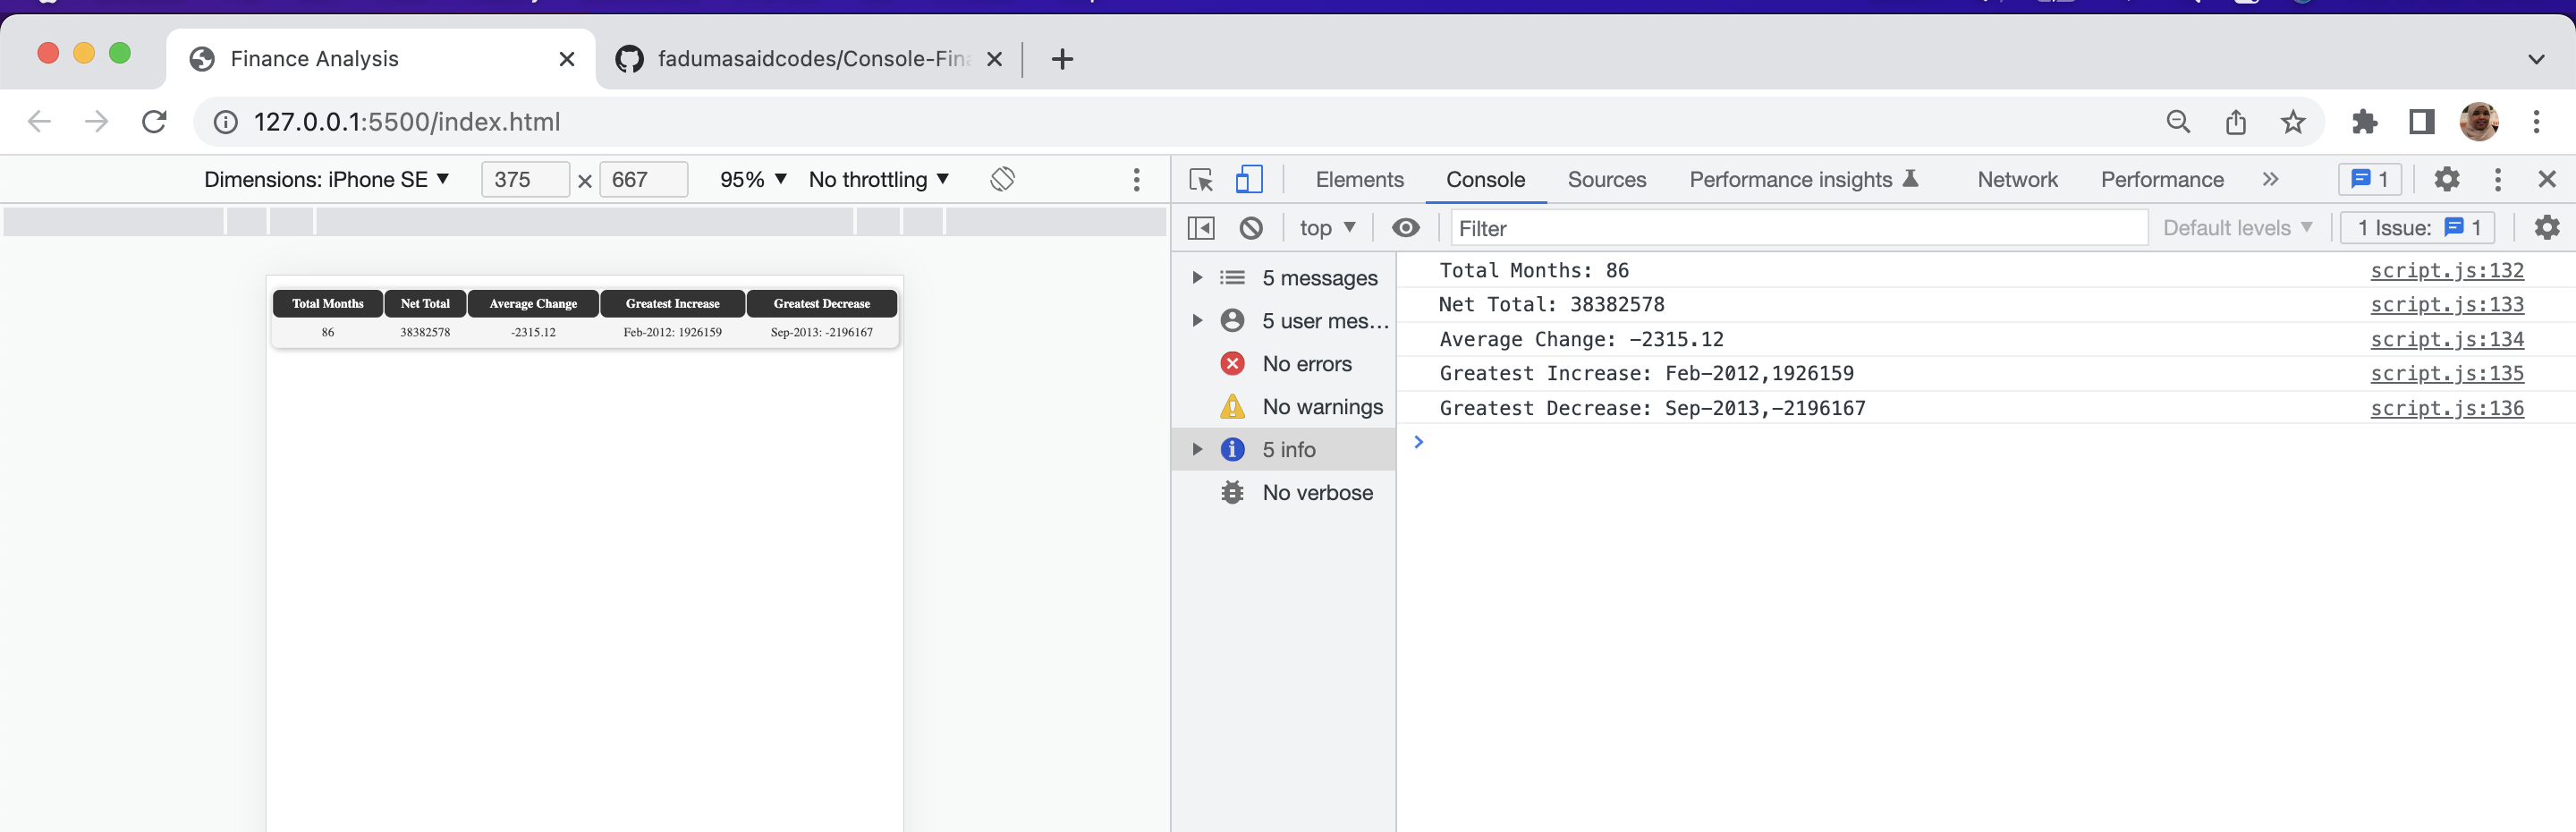 Finance Analysis
fadumasaidcodes/Console-Fina
127.0.0.1:5500/index.html
Dimensions: iPhone SE 375 × 667 95% No throttling
Elements Console Sources Performance insights Network Performance 1
top Filter Default levels 1 Issue: 1
Total Months Net Total Average Change Greatest Increase Greatest Decrease
86 38382578 -2315.12 Feb-2012: 1926159 Sep-2013: -2196167
5 messages
5 user mes...
No errors
No warnings
5 info
No verbose
Total Months: 86 script.js:132
Net Total: 38382578 script.js:133
Average Change: -2315.12 script.js:134
Greatest Increase: Feb-2012,1926159 script.js:135
Greatest Decrease: Sep-2013,-2196167 script.js:136